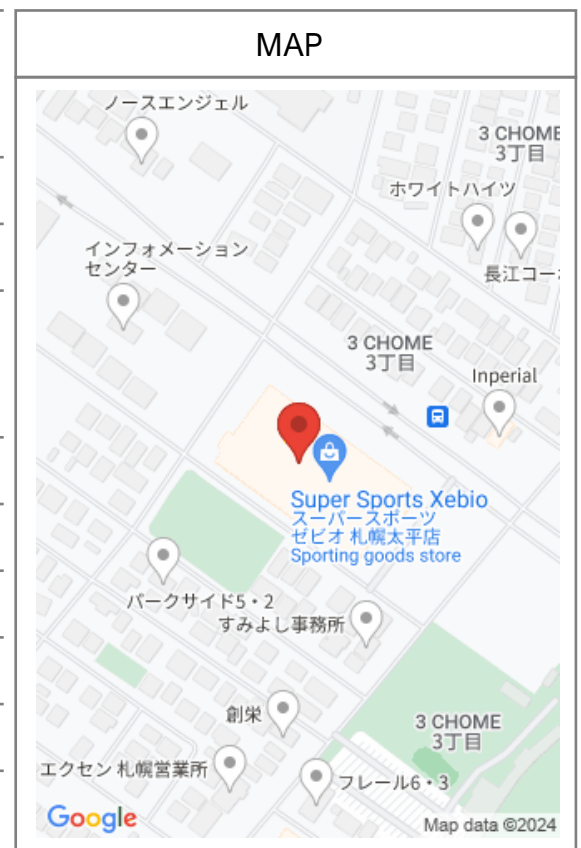 MAP
ノースエンジェル
3 CHOME
3丁目
ホワイトハイツ
インフォメーション
センター
長江コー
3 CHOME
3丁目
Inperial
Super Sports Xebio
スーパースポーツ
ゼビオ 札幌太平店
Sporting goods store
パークサイド5・2
すみよし事務所
創栄
3 CHOME
3丁目
エクセン 札幌営業所
フレール6・3
Google
Map data ©2024